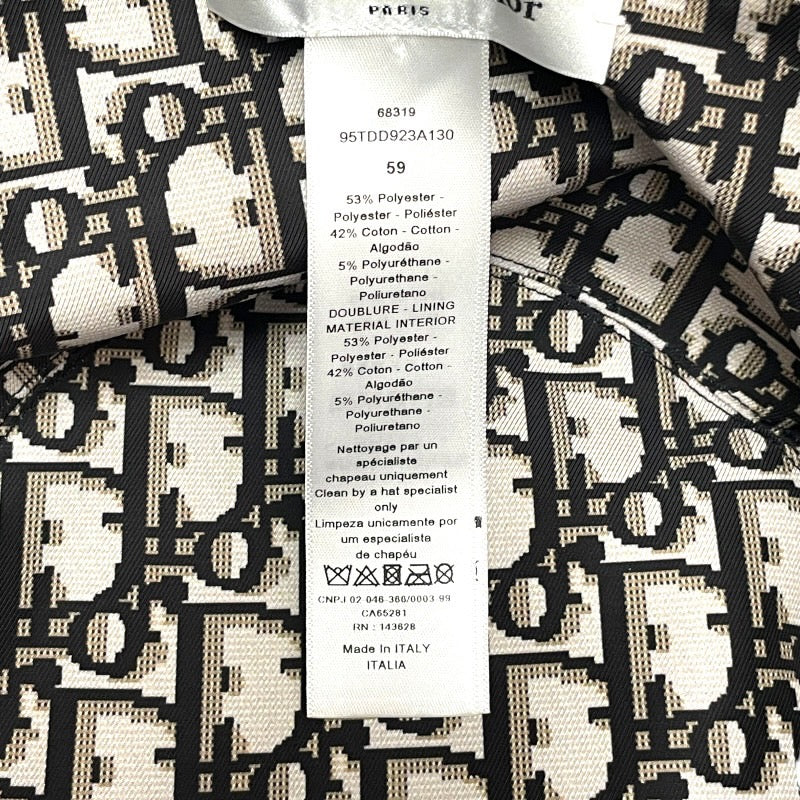 or
PARIS
68319
95TDD923A130
59
53% Polyester -
Polyester - Poliéster
42% Coton - Cotton -
Algodão
5% Polyuréthane -
Polyurethane -
Poliuretano
DOUBLURE - LINING
MATERIAL INTERIOR
53% Polyester -
Polyester - Poliéster
42% Coton - Cotton -
Algodão
5% Polyuréthane -
Polyurethane -
Poliuretano
Nettoyage par un
spécialiste
chapeau uniquement
Clean by a hat specialist
only
Limpeza unicamente por
um especialista
de chapéu
CNPJ 02-046-366/0003-99
CA65281
RN : 143628
Made In ITALY
ITALIA